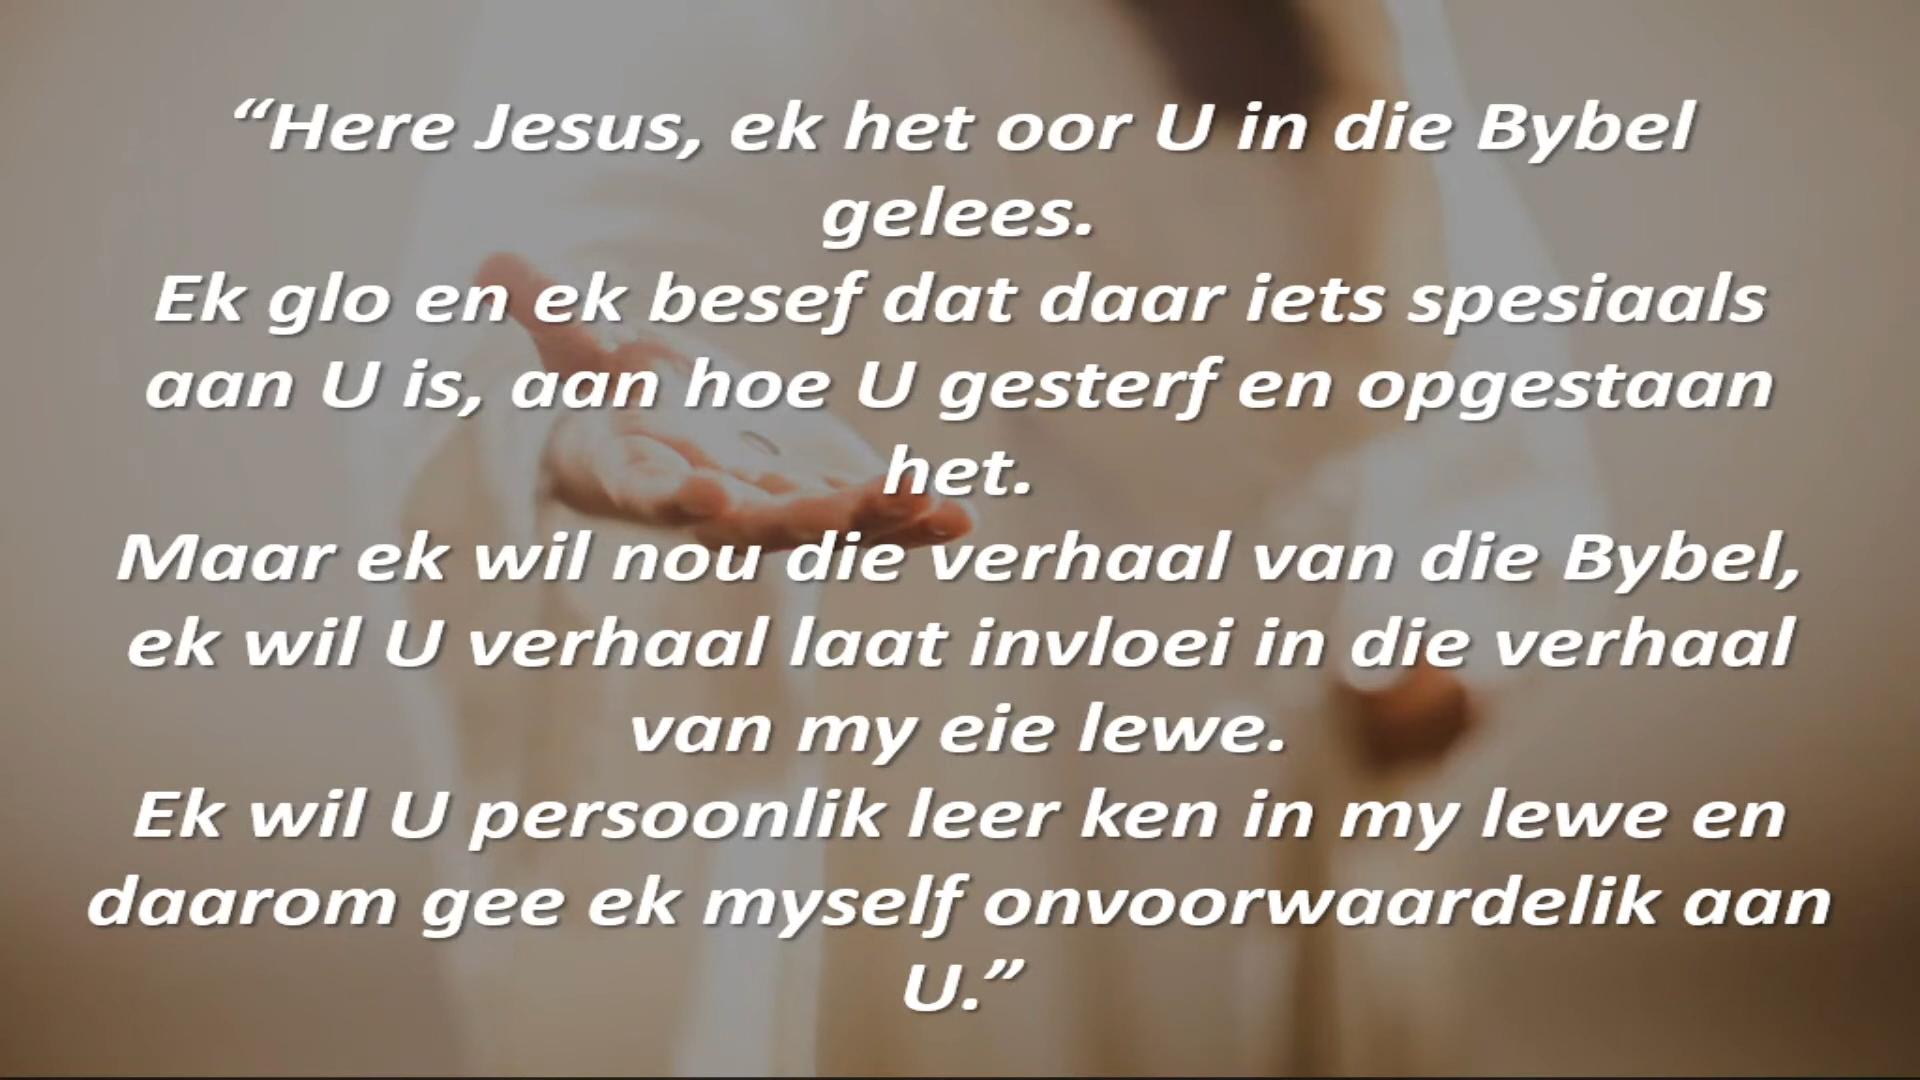 “Here Jesus, ek het oor U in die Bybel
gelees.
Ek glo en ek besef dat daar iets spesiaals
aan U is, aan hoe U gesterf en opgestaan
het.
Maar ek wil nou die verhaal van die Bybel,
ek wil U verhaal laat invloei in die verhaal
van my eie lewe.
Ek wil U persoonlik leer ken in my lewe en
daarom gee ek myself onvoorwaardelik aan
U.”